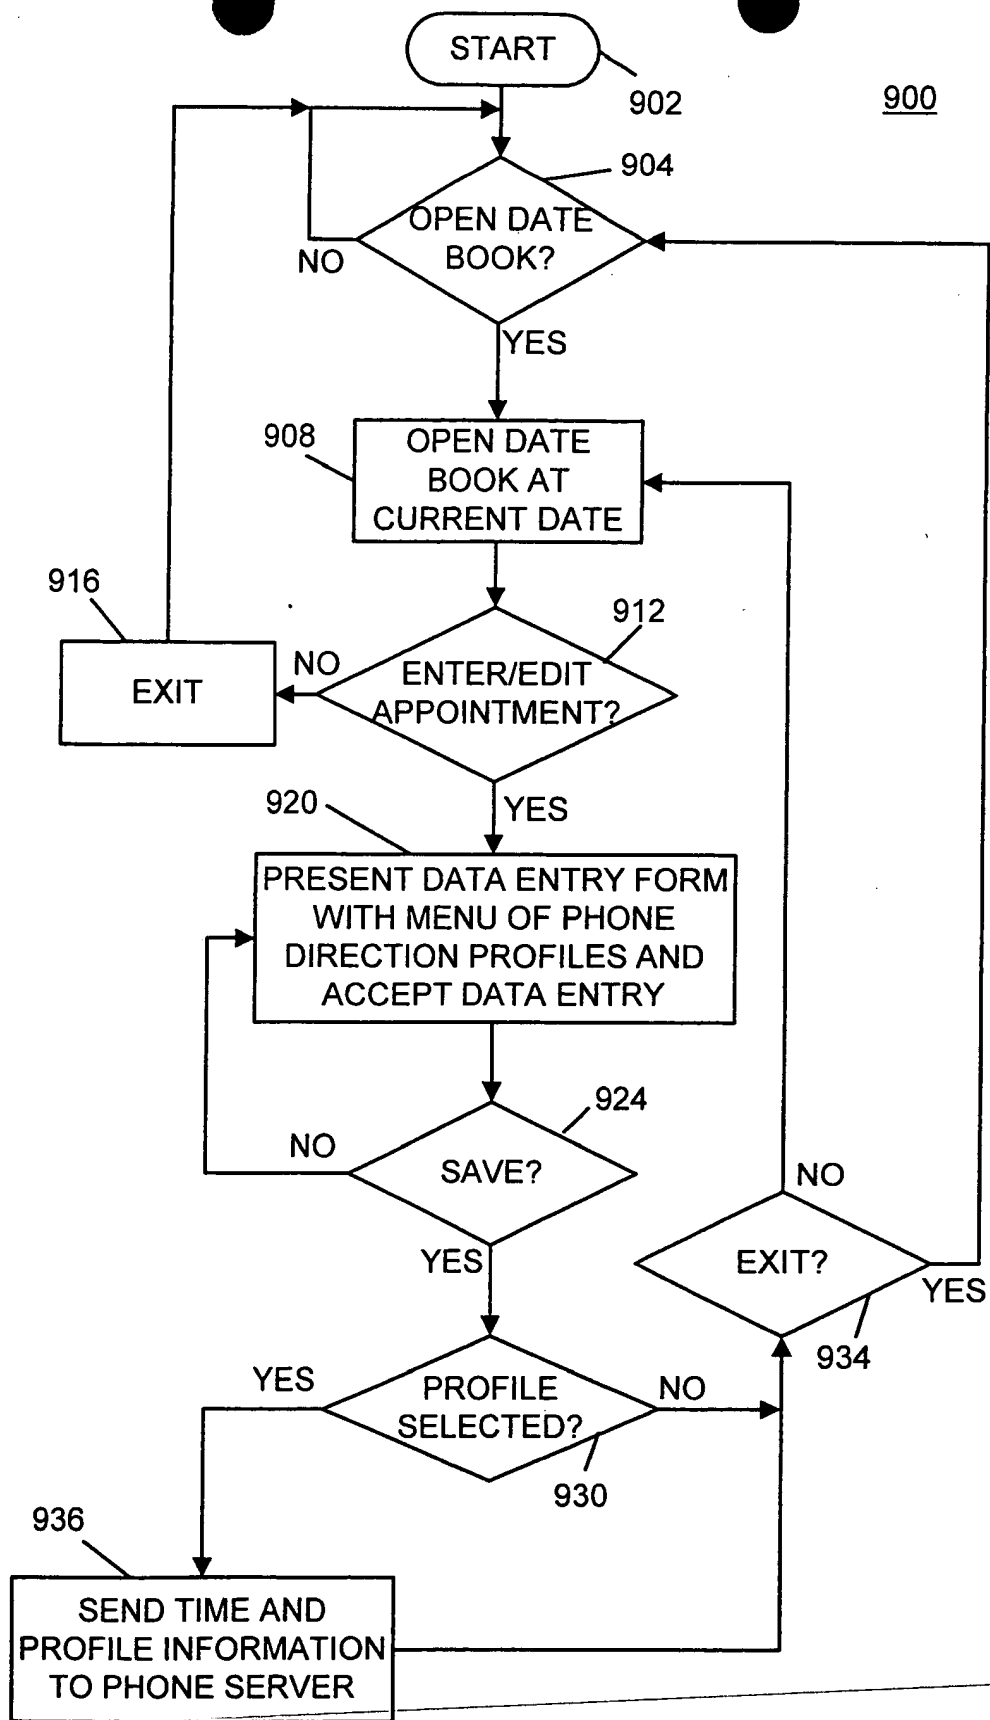 START
902
900
904
OPEN DATE
BOOK?
NO
YES
908
OPEN DATE
BOOK AT
CURRENT DATE
916
912
EXIT
NO
ENTER/EDIT
APPOINTMENT?
920
YES
PRESENT DATA ENTRY FORM
WITH MENU OF PHONE
DIRECTION PROFILES AND
ACCEPT DATA ENTRY
924
NO
SAVE?
NO
YES
EXIT?
YES
934
YES
PROFILE
SELECTED?
NO
930
936
SEND TIME AND
PROFILE INFORMATION
TO PHONE SERVER